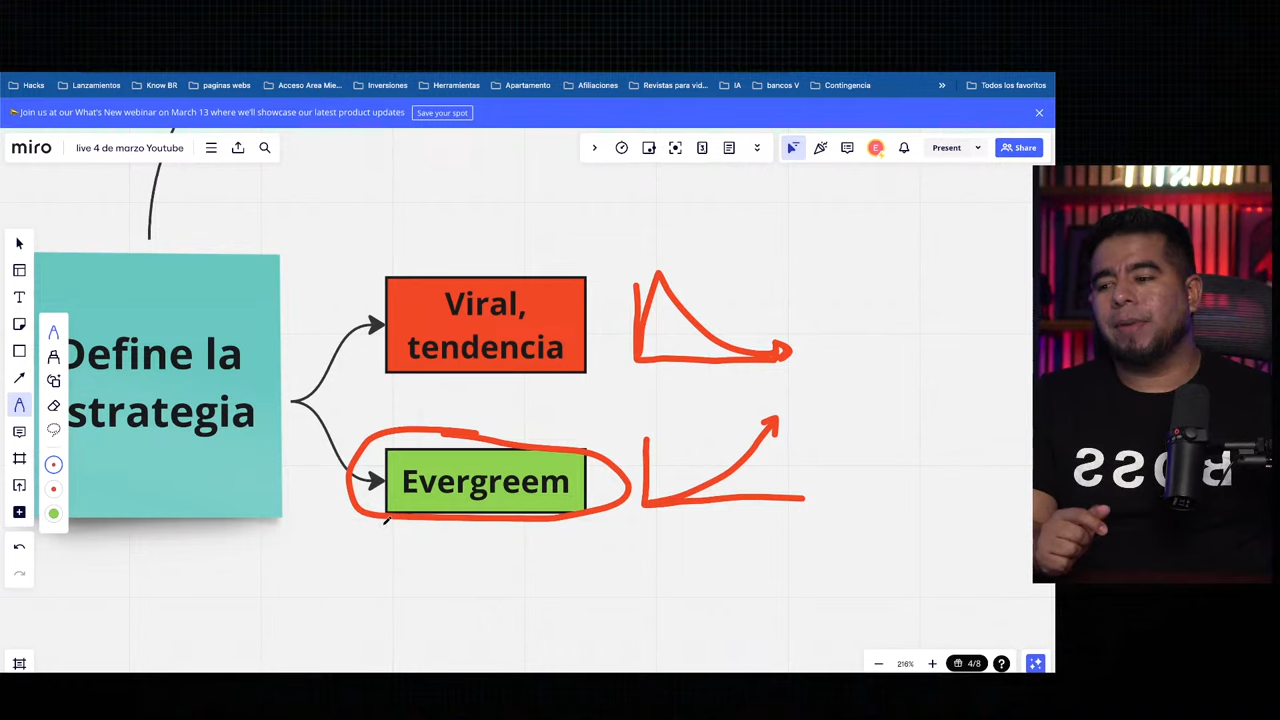 Hacks
Lanzamientos
Know BR
paginas webs
Acceso Area Mie...
Inversiones
Herramientas
Apartamento
Afiliaciones
Revistas para vid...
IA
bancos V
Contingencia
»
Todos los favoritos
Join us at our What's New webinar on March 13 where we'll showcase our latest product updates
Save your spot
miro
live 4 de marzo Youtube
3
E
Present
Share
Define la
strategia
Viral,
tendencia
Evergreem
BOSS
216%
4/8
?